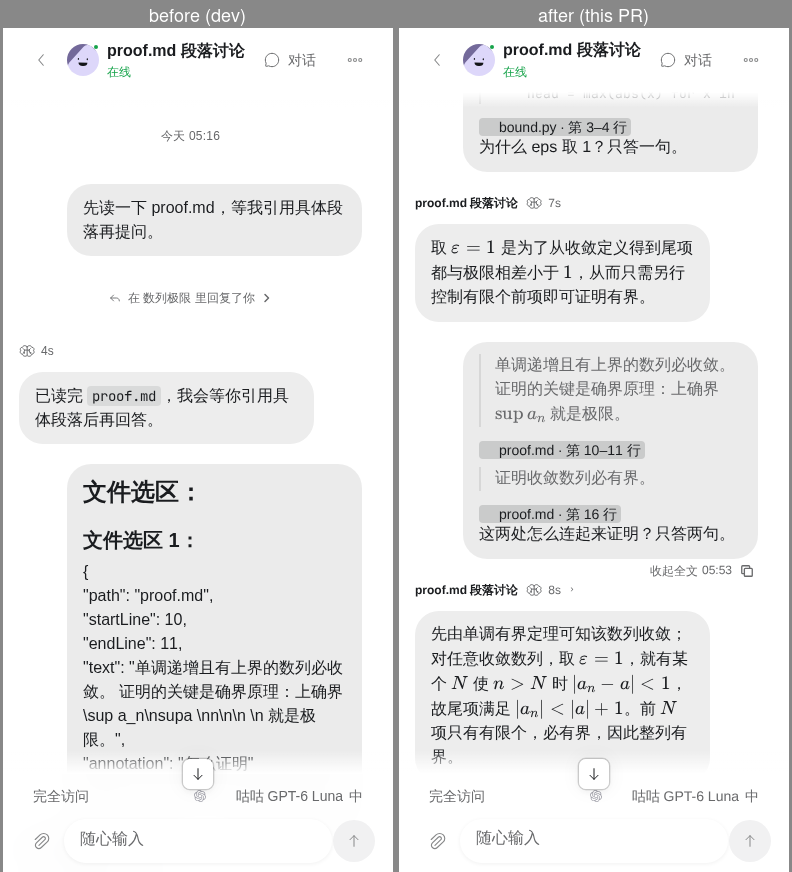 before (dev)
proof.md 段落讨论
在线
对话
今天 05:16
先读一下 proof.md，等我引用具体段
落再提问。
在 数列极限 里回复了你
4s
已读完 proof.md，我会等你引用具
体段落后再回答。
文件选区：
文件选区 1：
{
"path": "proof.md",
"startLine": 10,
"endLine": 11,
"text": "单调递增且有上界的数列必收
敛。 证明的关键是确界原理：上确界
\sup a_n\nsupa \nn\n\n \n 就是极
限。",
"annotation":
证明"
完全访问
咕咕 GPT-6 Luna 中
随心输入
after (this PR)
proof.md 段落讨论
在线
对话
head = max(abs(x) for x in
bound.py · 第 3–4 行
为什么 eps 取 1？只答一句。
proof.md 段落讨论 7s
取 ε = 1 是为了从收敛定义得到尾项
都与极限相差小于 1，从而只需另行
控制有限个前项即可证明有界。
单调递增且有上界的数列必收敛。
证明的关键是确界原理：上确界
sup aₙ 就是极限。
proof.md · 第 10–11 行
证明收敛数列必有界。
proof.md · 第 16 行
这两处怎么连起来证明？只答两句。
收起全文 05:53
proof.md 段落讨论 8s
先由单调有界定理可知该数列收敛；
对任意收敛数列，取 ε = 1，就有某
个 N 使 n > N 时 |aₙ − a| < 1，
故尾项满足 |aₙ| < |a| + 1。前 N
项只有有限个，必有界，因此整列有
界。
完全访问
咕咕 GPT-6 Luna 中
随心输入